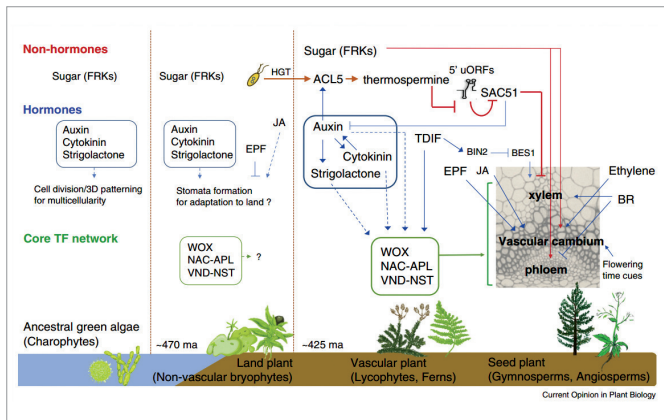 Non-hormones
Sugar (FRKs)
Sugar (FRKs)
Sugar (FRKs)
HGT
ACL5
thermospermine
5' uORFs
SAC51
Hormones
Auxin
Cytokinin
Strigolactone
Auxin
Cytokinin
Strigolactone
EPF
JA
Auxin
Cytokinin
Strigolactone
TDIF
BIN2
BES1
EPF
JA
Ethylene
BR
Cell division/3D patterning
for multicellularity
Stomata formation
for adaptation to land ?
xylem
Vascular cambium
phloem
Flowering
time cues
Core TF network
WOX
NAC-APL
VND-NST
?
WOX
NAC-APL
VND-NST
Ancestral green algae
(Charophytes)
~470 ma
Land plant
(Non-vascular bryophytes)
~425 ma
Vascular plant
(Lycophytes, Ferns)
Seed plant
(Gymnosperms, Angiosperms)
Current Opinion in Plant Biology